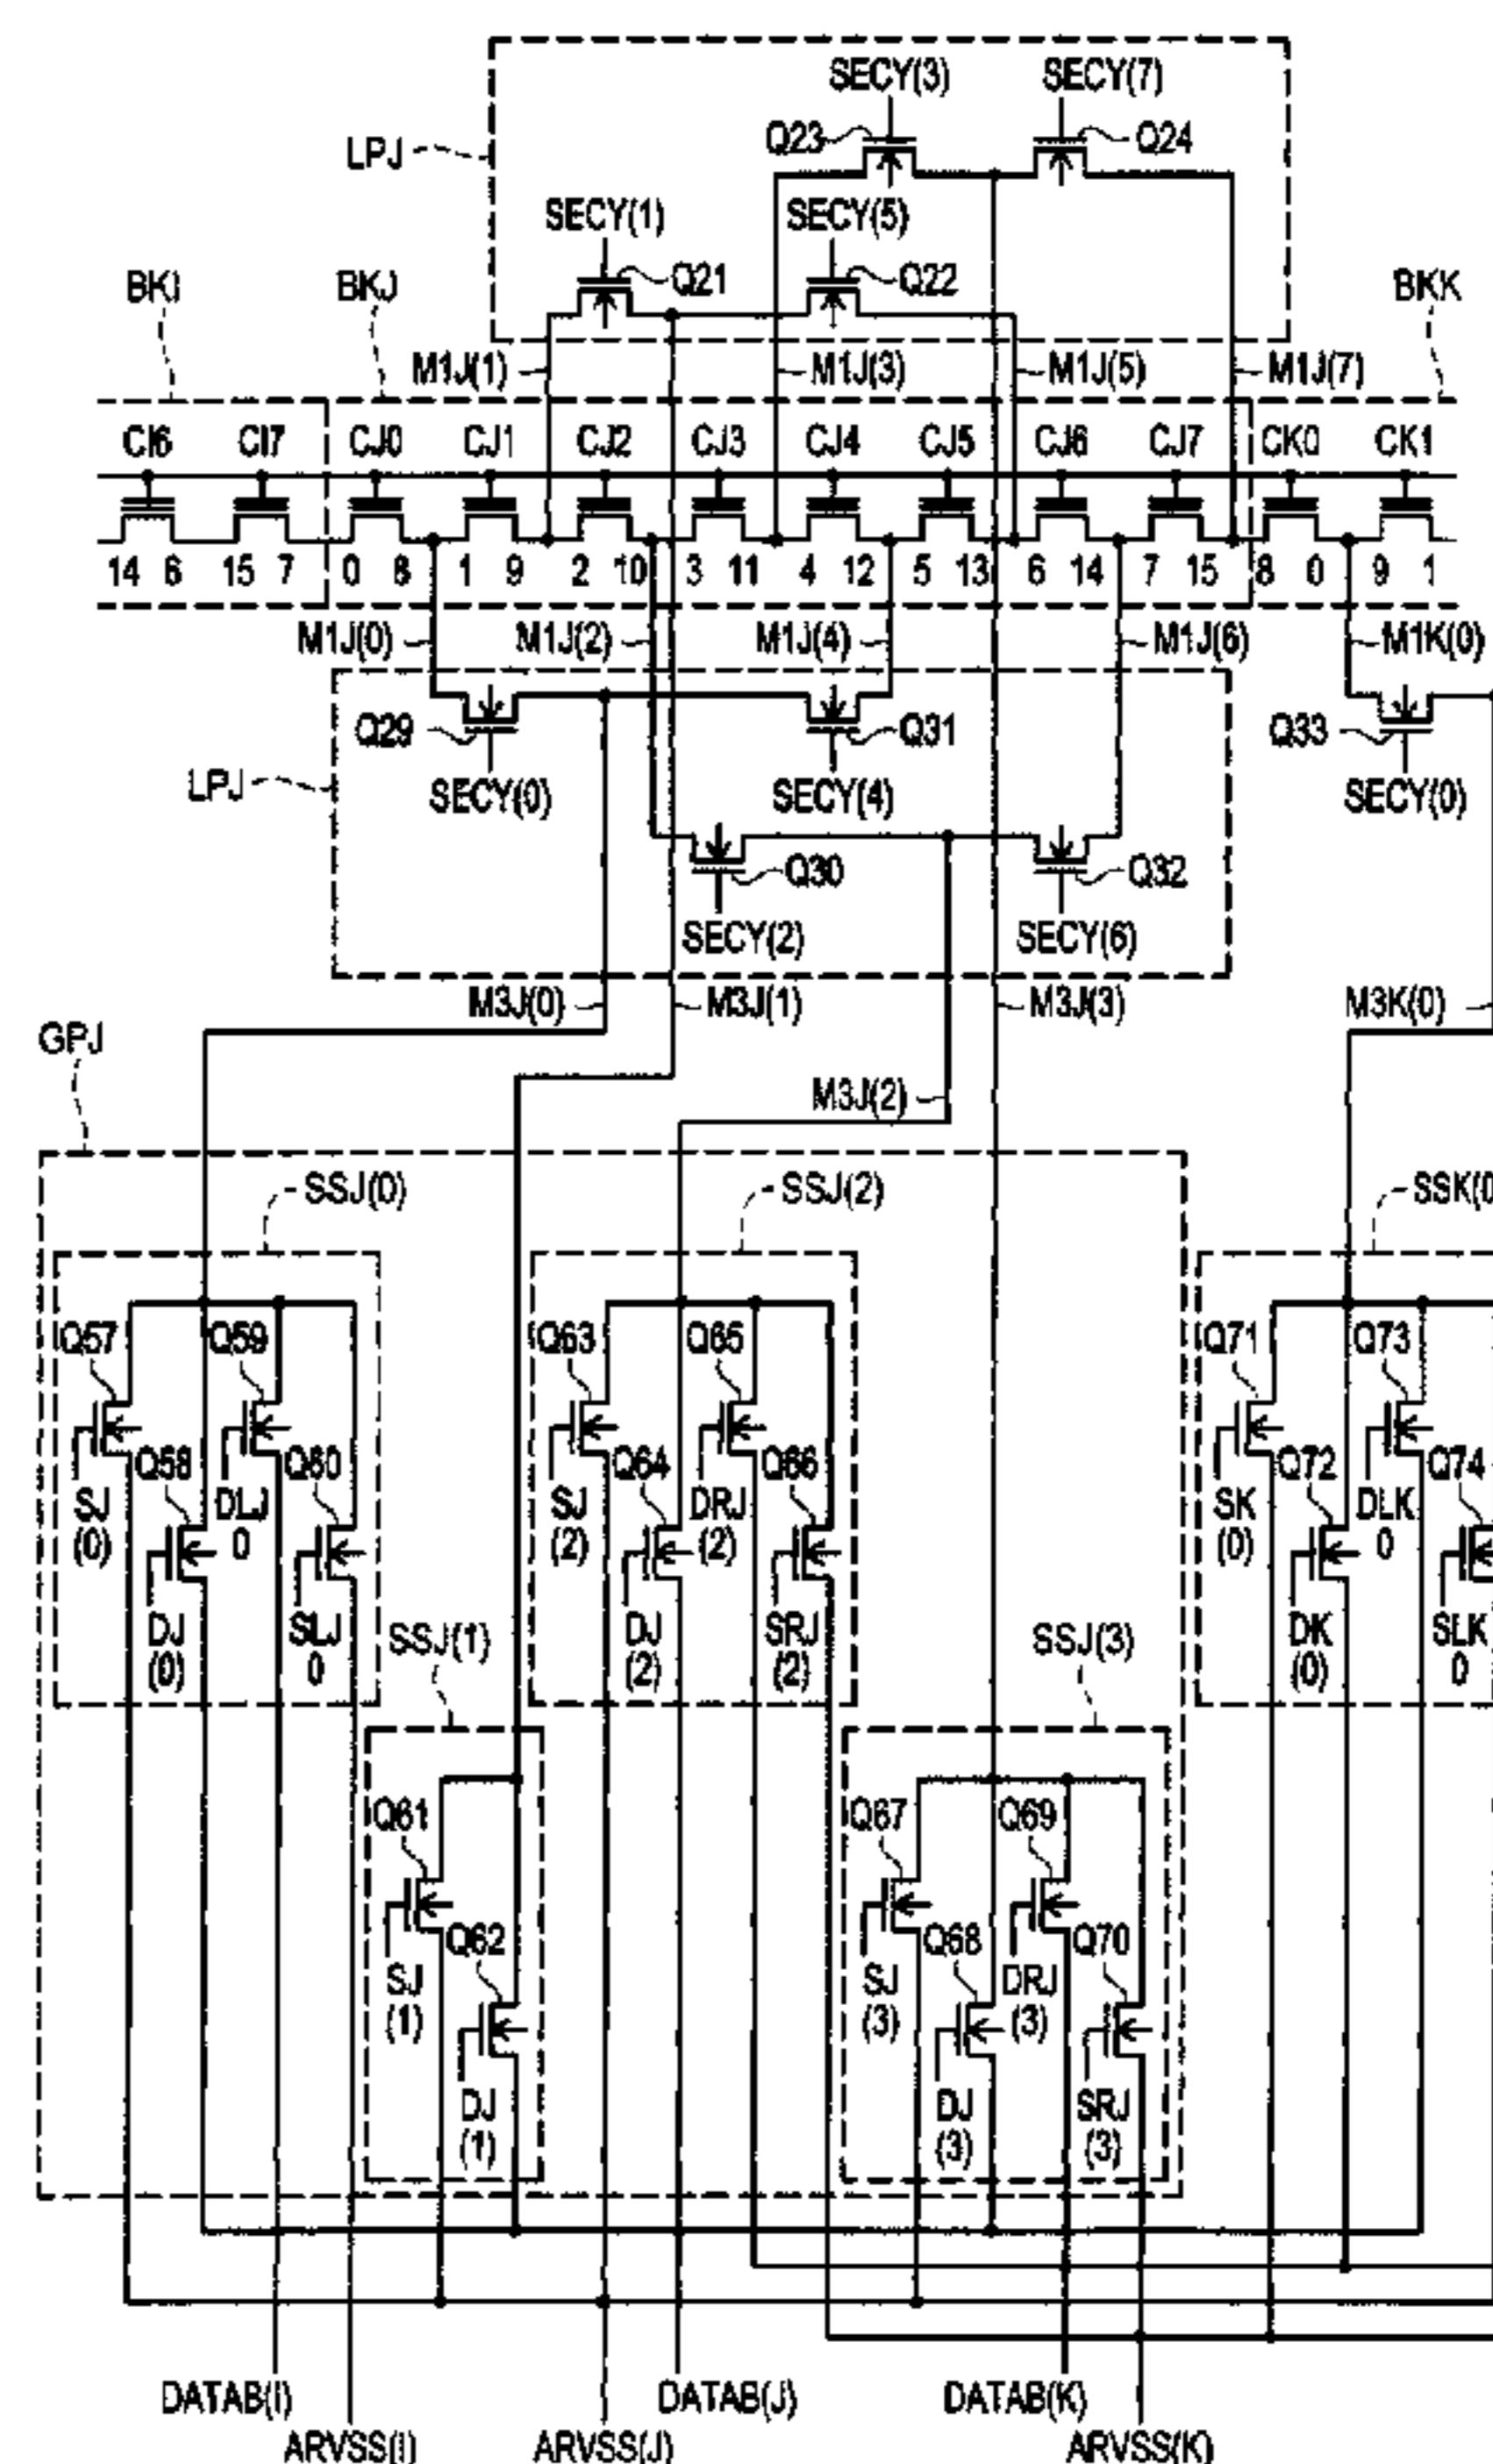 SECY(3) SECY(7)
Q23 Q24
LPJ
SECY(1) SECY(5)
Q21 Q22
BKI BKJ BKK
M1J(1) M1J(3) M1J(5) M1J(7)
CI6 CI7 CJ0 CJ1 CJ2 CJ3 CJ4 CJ5 CJ6 CJ7 CK0 CK1
14 6 15 7 0 8 1 9 2 10 3 11 4 12 5 13 6 14 7 15 8 0 9 1
M1J(0) M1J(2) M1J(4) M1J(6) M1K(0)
Q29 Q31 Q33
LPJ SECY(0) SECY(4) SECY(0)
Q30 Q32
SECY(2) SECY(6)
M3J(0) M3J(1) M3J(3) M3K(0)
GPJ
M3J(2)
SSJ(0) SSJ(2) SSK(0
Q57 Q59 Q63 Q65 Q71 Q73
Q58 Q60 Q64 Q66 Q72 Q74
SJ DLJ SJ DRJ SK DLK
(0) 0 (2) (2) (0) 0
DJ SLJ DJ SRJ DK SLK
(0) 0 (2) (2) (0) 0
SSJ(1) SSJ(3)
Q61 Q67 Q69
Q62 Q68 Q70
SJ SJ DRJ
(1) (3) (3)
DJ DJ SRJ
(1) (3) (3)
DATAB(I) DATAB(J) DATAB(K)
ARVSS(I) ARVSS(J) ARVSS(K)